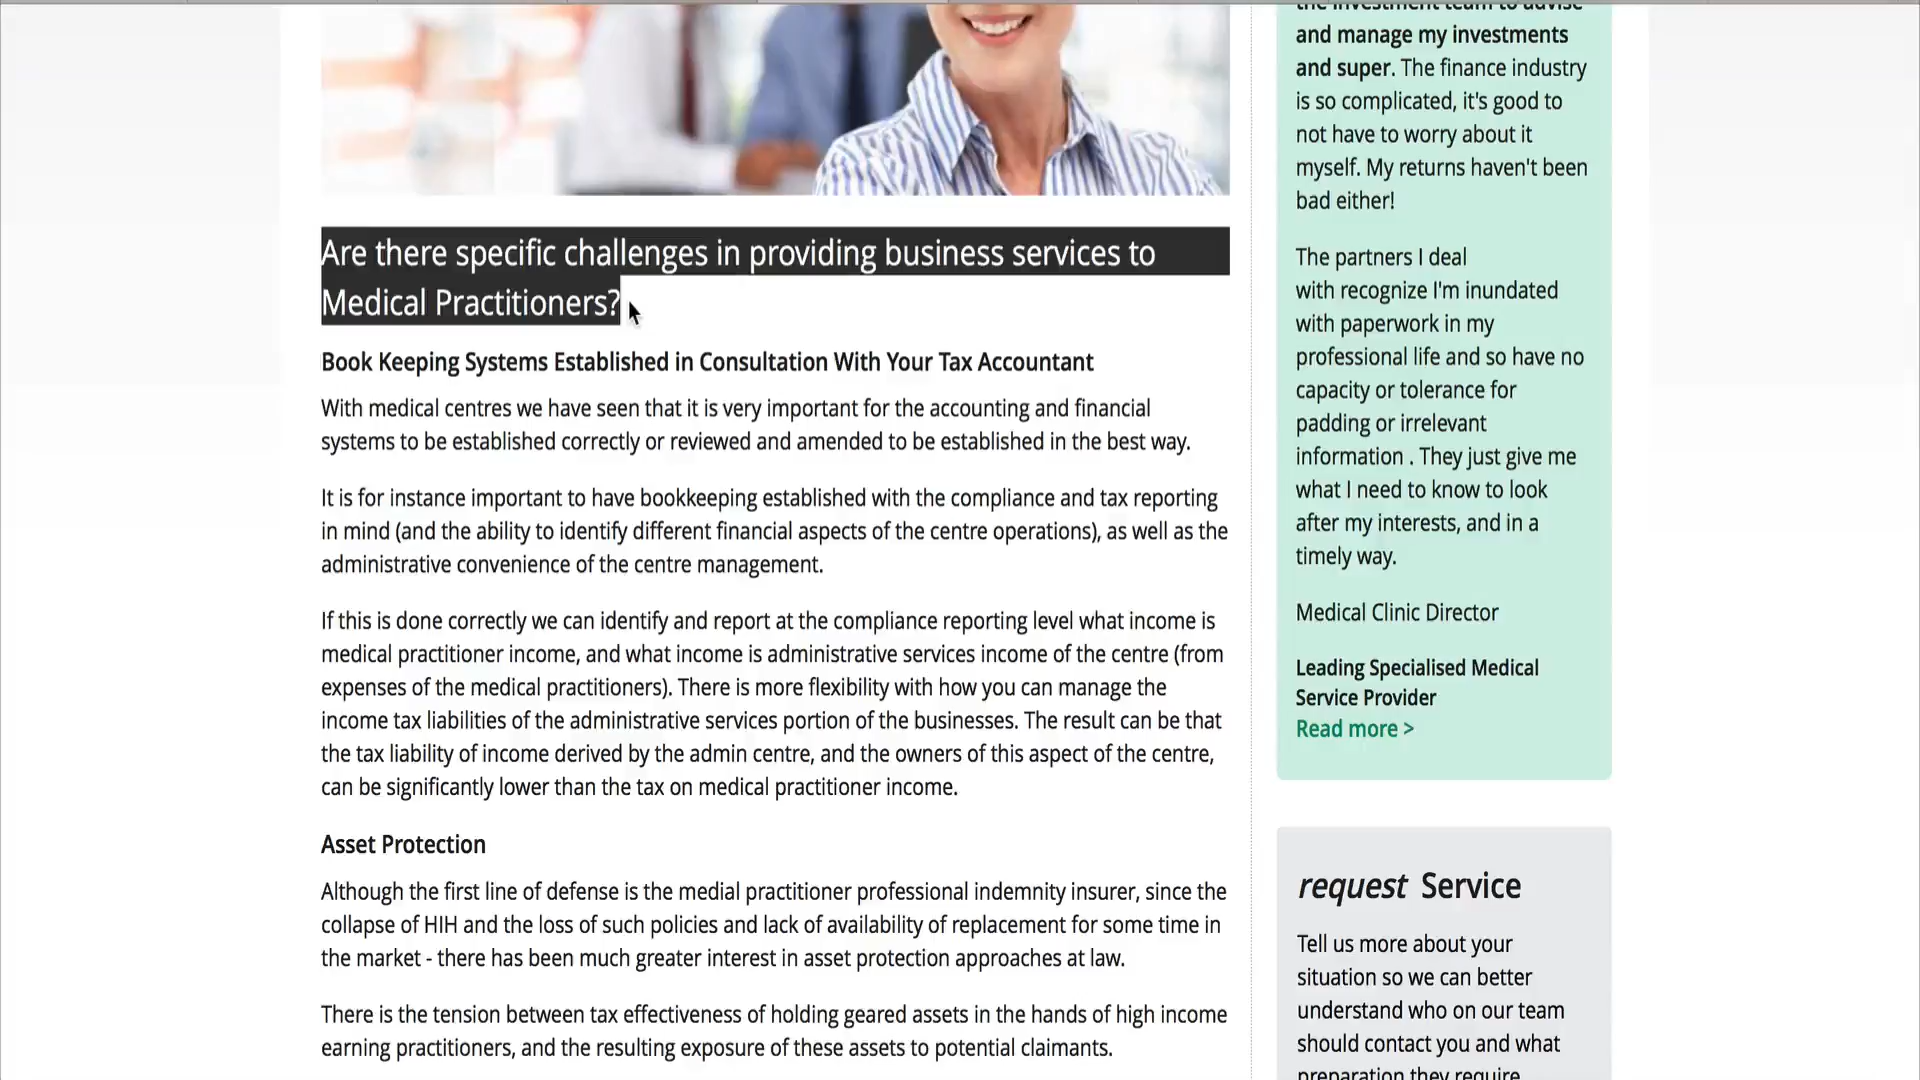 Are there specific challenges in providing business services to
Medical Practitioners?
Book Keeping Systems Established in Consultation With Your Tax Accountant
With medical centres we have seen that it is very important for the accounting and financial
systems to be established correctly or reviewed and amended to be established in the best way.
It is for instance important to have bookkeeping established with the compliance and tax reporting
in mind (and the ability to identify different financial aspects of the centre operations), as well as the
administrative convenience of the centre management.
If this is done correctly we can identify and report at the compliance reporting level what income is
medical practitioner income, and what income is administrative services income of the centre (from
expenses of the medical practitioners). There is more flexibility with how you can manage the
income tax liabilities of the administrative services portion of the businesses. The result can be that
the tax liability of income derived by the admin centre, and the owners of this aspect of the centre,
can be significantly lower than the tax on medical practitioner income.
Asset Protection
Although the first line of defense is the medial practitioner professional indemnity insurer, since the
collapse of HIH and the loss of such policies and lack of availability of replacement for some time in
the market - there has been much greater interest in asset protection approaches at law.
There is the tension between tax effectiveness of holding geared assets in the hands of high income
earning practitioners, and the resulting exposure of these assets to potential claimants.
the investment team to advise
and manage my investments
and super. The finance industry
is so complicated, it's good to
not have to worry about it
myself. My returns haven't been
bad either!
The partners I deal
with recognize I'm inundated
with paperwork in my
professional life and so have no
capacity or tolerance for
padding or irrelevant
information . They just give me
what I need to know to look
after my interests, and in a
timely way.
Medical Clinic Director
Leading Specialised Medical
Service Provider
Read more >
request Service
Tell us more about your
situation so we can better
understand who on our team
should contact you and what
preparation they require